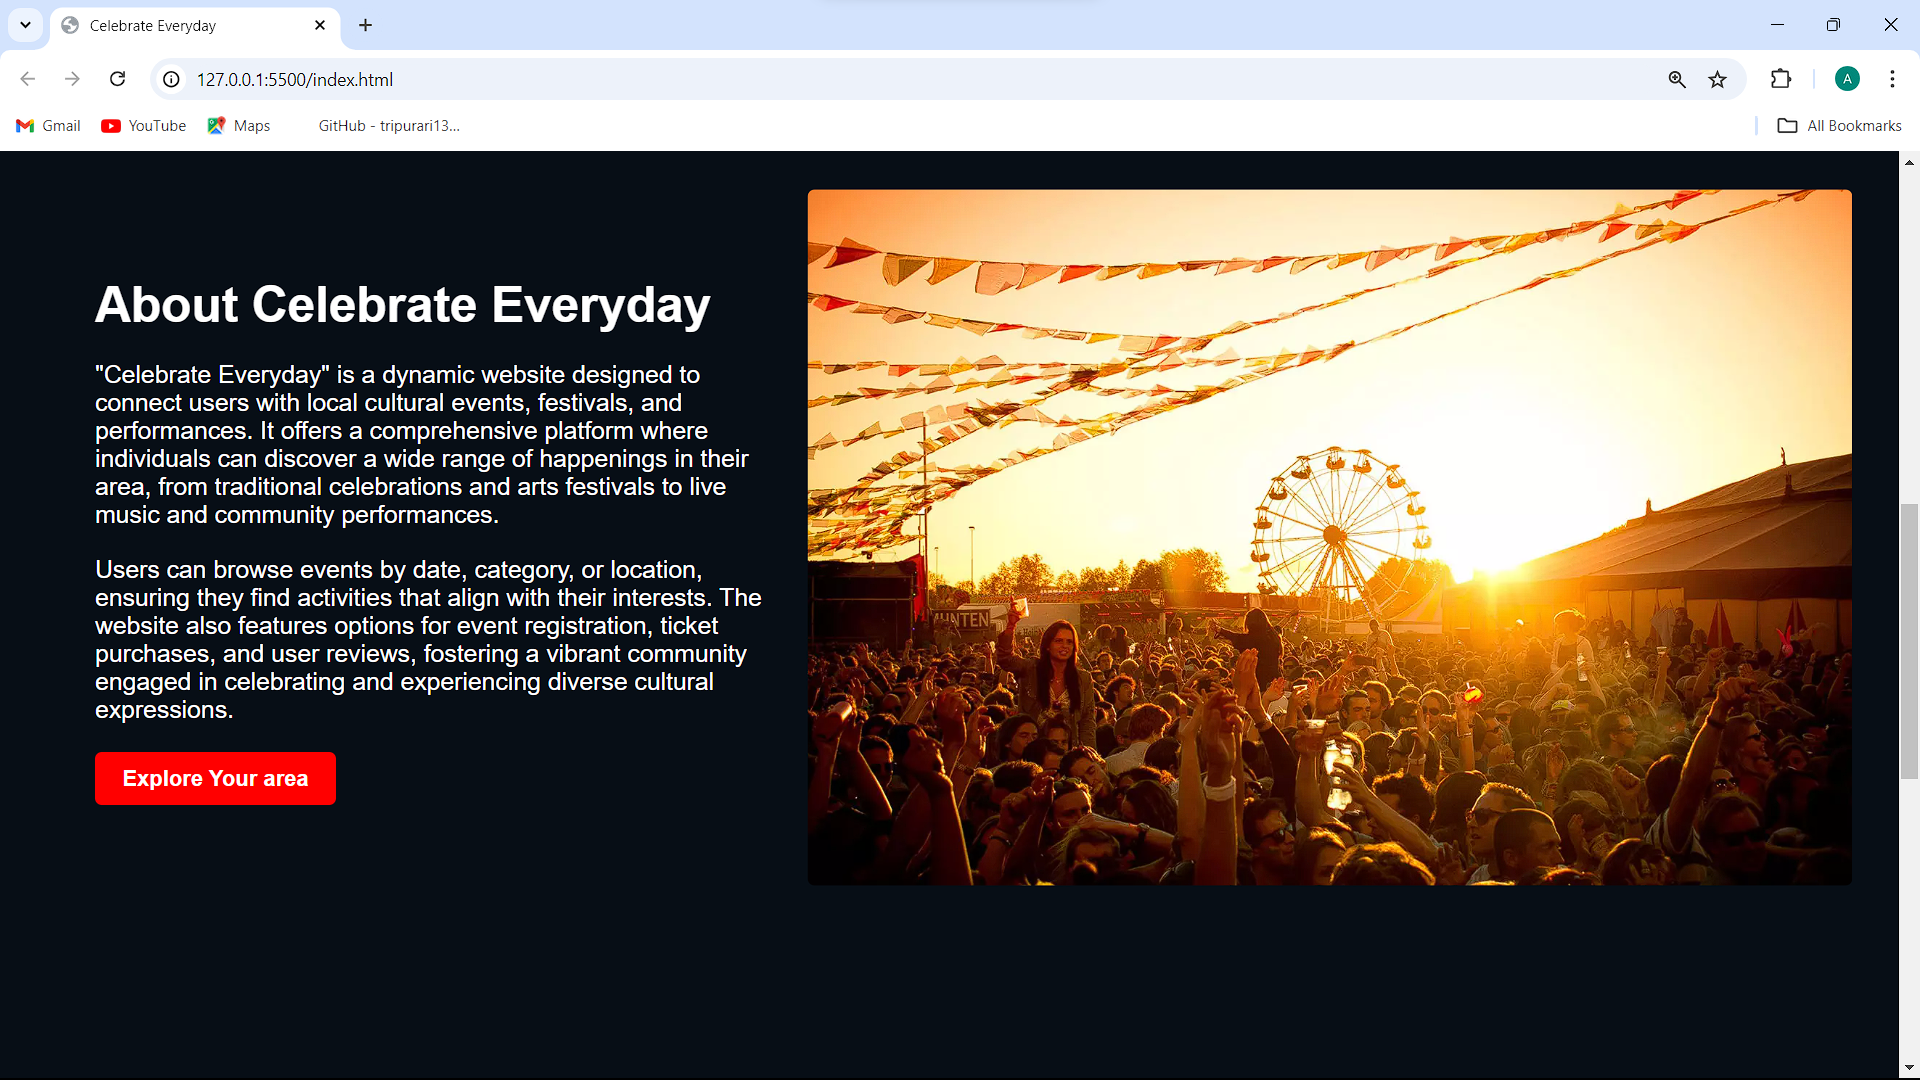 Celebrate Everyday
127.0.0.1:5500/index.html
A
Gmail
YouTube
Maps
GitHub - tripurari13...
All Bookmarks
About Celebrate Everyday
"Celebrate Everyday" is a dynamic website designed to
connect users with local cultural events, festivals, and
performances. It offers a comprehensive platform where
individuals can discover a wide range of happenings in their
area, from traditional celebrations and arts festivals to live
music and community performances.
Users can browse events by date, category, or location,
ensuring they find activities that align with their interests. The
website also features options for event registration, ticket
purchases, and user reviews, fostering a vibrant community
engaged in celebrating and experiencing diverse cultural
expressions.
Explore Your area